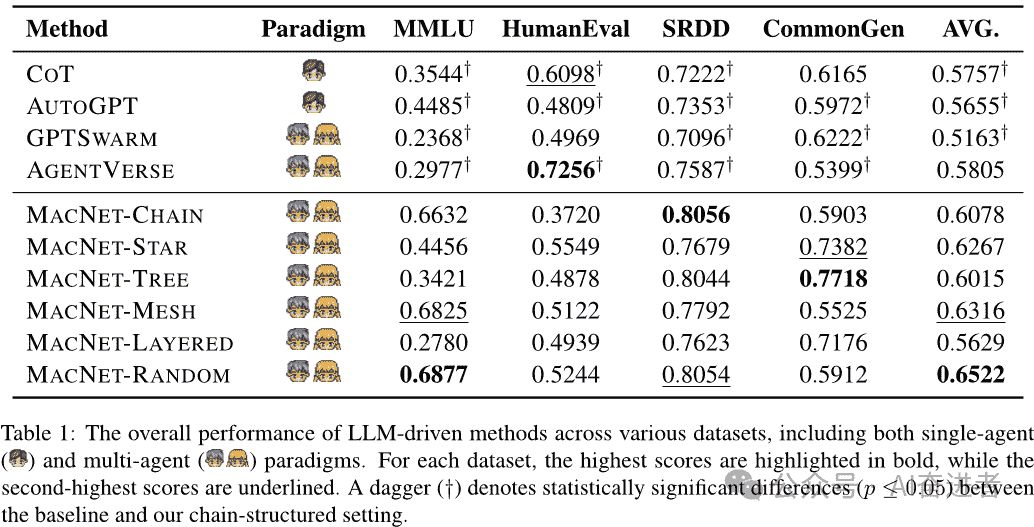 Method Paradigm MMLU HumanEval SRDD CommonGen AVG.
COT 0.3544† 0.6098† 0.7222† 0.6165 0.5757†
AUTOGPT 0.4485† 0.4809† 0.7353† 0.5972† 0.5655†
GPTSWARM 0.2368† 0.4969 0.7096† 0.6222† 0.5163†
AGENTVERSE 0.2977† 0.7256† 0.7587† 0.5399† 0.5805
MACNET-CHAIN 0.6632 0.3720 0.8056 0.5903 0.6078
MACNET-STAR 0.4456 0.5549 0.7679 0.7382 0.6267
MACNET-TREE 0.3421 0.4878 0.8044 0.7718 0.6015
MACNET-MESH 0.6825 0.5122 0.7792 0.5525 0.6316
MACNET-LAYERED 0.2780 0.4939 0.7623 0.7176 0.5629
MACNET-RANDOM 0.6877 0.5244 0.8054 0.5912 0.6522
Table 1: The overall performance of LLM-driven methods across various datasets, including both single-agent
() and multi-agent () paradigms. For each dataset, the highest scores are highlighted in bold, while the
second-highest scores are underlined. A dagger (†) denotes statistically significant differences (p ≤ 0.05) between
the baseline and our chain-structured setting.
公众号 · AI奋进者